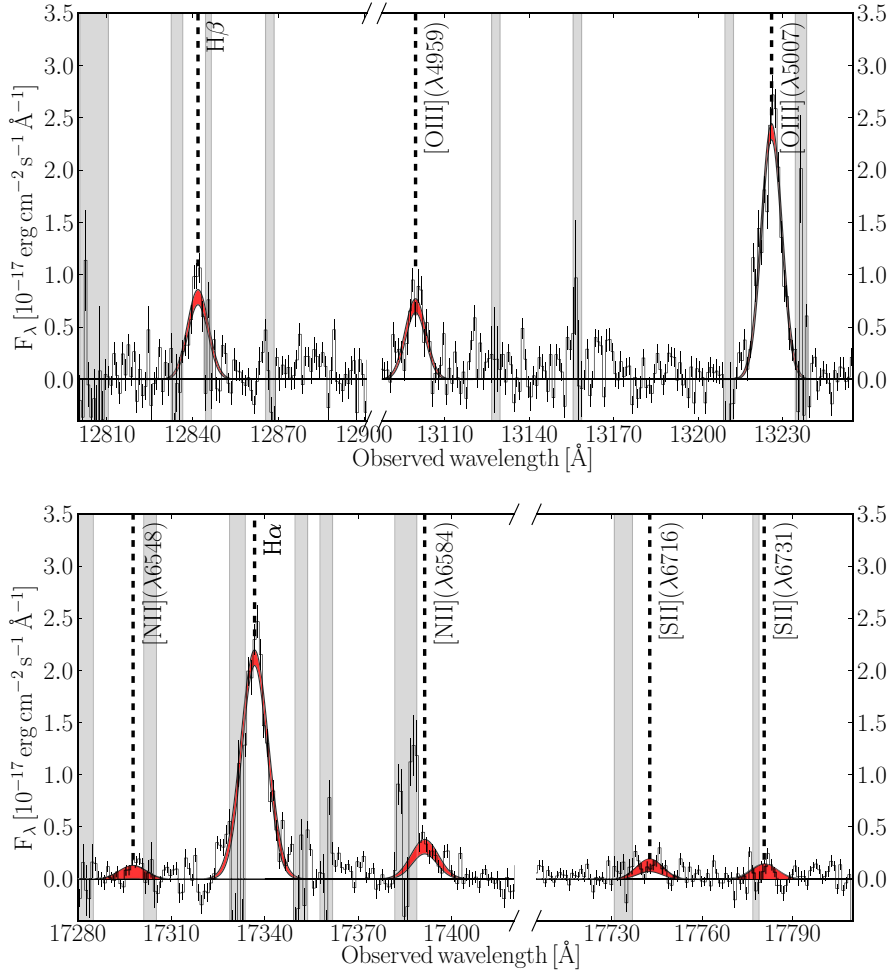 Hβ
[OIII](λ4959)
[OIII](λ5007)
3.5
3.0
2.5
2.0
1.5
1.0
0.5
0.0
3.5
3.0
2.5
2.0
1.5
1.0
0.5
0.0
F_λ [10^−17 erg cm^−2 s^−1 Å^−1]
12810 12840 12870 12900 13110 13140 13170 13200 13230
Observed wavelength [Å]
[NII](λ6548)
Hα
[NII](λ6584)
[SII](λ6716)
[SII](λ6731)
3.5
3.0
2.5
2.0
1.5
1.0
0.5
0.0
3.5
3.0
2.5
2.0
1.5
1.0
0.5
0.0
F_λ [10^−17 erg cm^−2 s^−1 Å^−1]
17280 17310 17340 17370 17400 17730 17760 17790
Observed wavelength [Å]